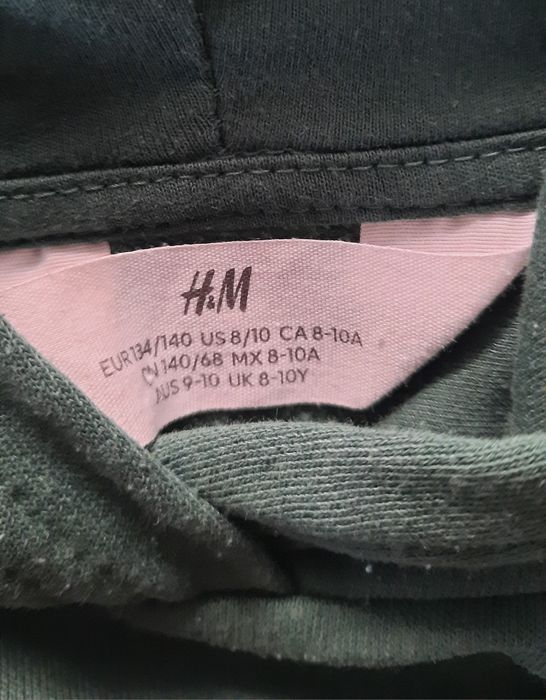 H&M
EUR 134/140 US 8/10 CA 8-10A
CN 140/68 MX 8-10A
AUS 9-10 UK 8-10Y